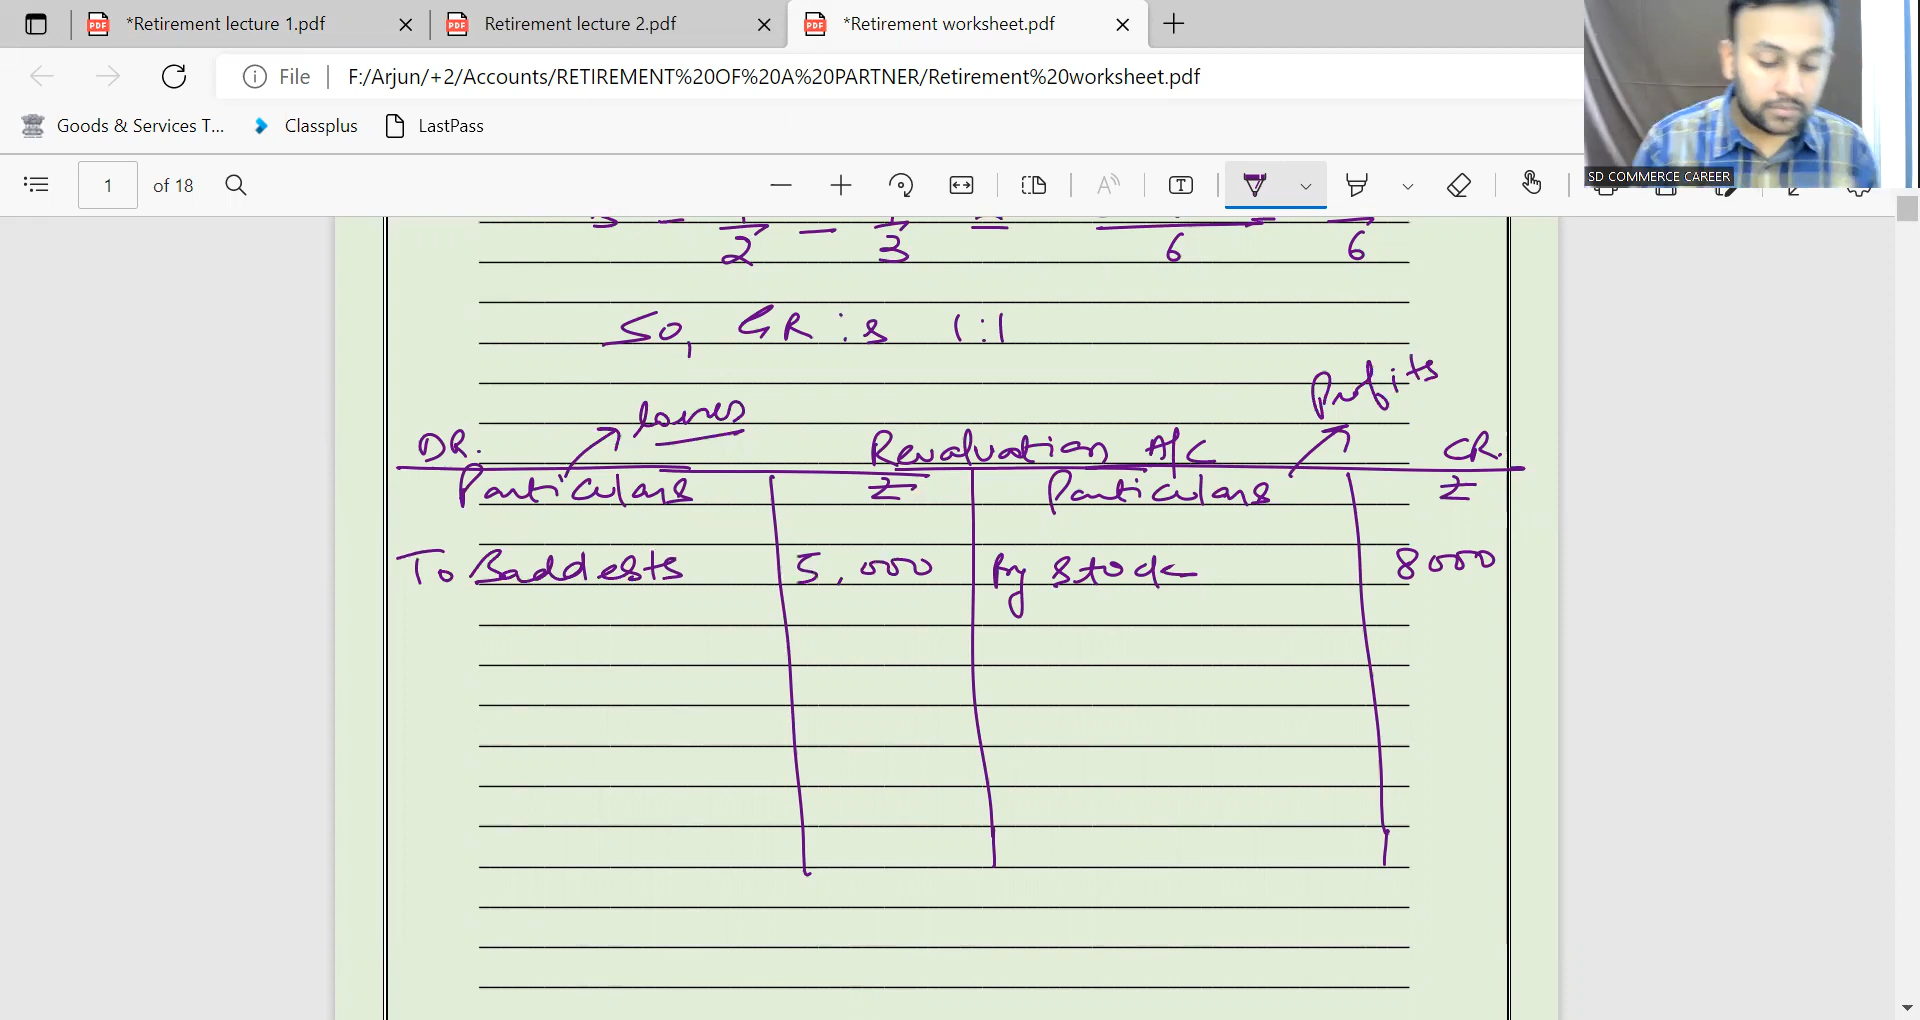 *Retirement lecture 1.pdf
Retirement lecture 2.pdf
*Retirement worksheet.pdf
File
F:/Arjun/+2/Accounts/RETIREMENT%20OF%20A%20PARTNER/Retirement%20worksheet.pdf
Goods & Services T...
Classplus
LastPass
SD COMMERCE CAREER
1
of 18
2 - 3 = 6 6
So, GR is 1:1
losses
Profits
DR. Revaluation A/C CR.
Particulars ₹ Particulars ₹
To Baddebts 5,000 By Stock 8000